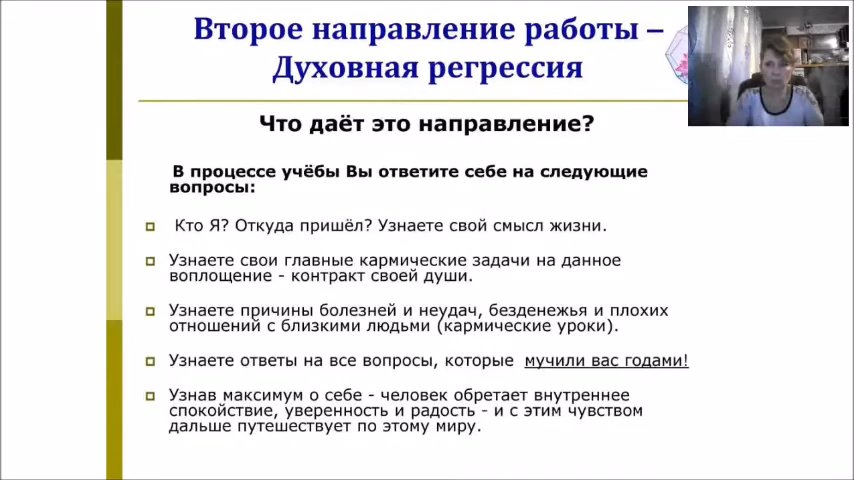 Второе направление работы –
Духовная регрессия
Что даёт это направление?
В процессе учёбы Вы ответите себе на следующие
вопросы:
Кто Я? Откуда пришёл? Узнаете свой смысл жизни.
Узнаете свои главные кармические задачи на данное
воплощение - контракт своей души.
Узнаете причины болезней и неудач, безденежья и плохих
отношений с близкими людьми (кармические уроки).
Узнаете ответы на все вопросы, которые мучили вас годами!
Узнав максимум о себе - человек обретает внутреннее
спокойствие, уверенность и радость - и с этим чувством
дальше путешествует по этому миру.